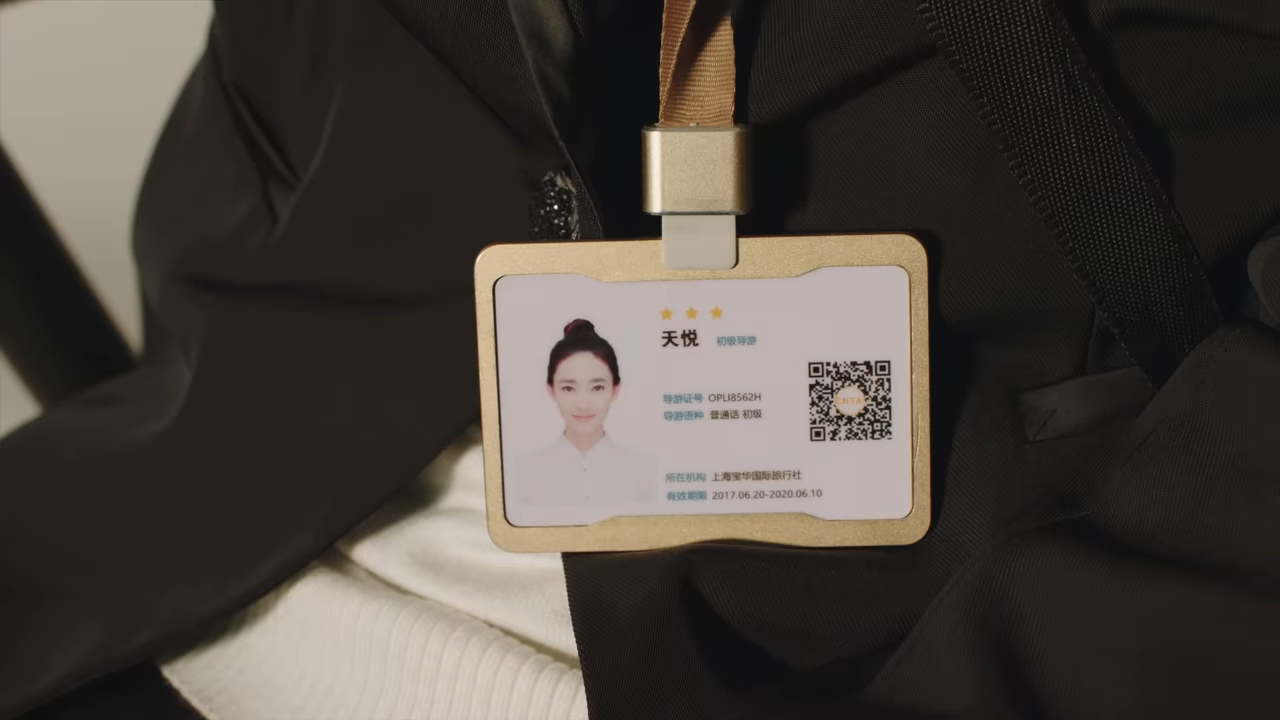 天悦 初级导游
导游证号 OPLI8562H
导游语种 普通话 初级
CNTA
所在机构 上海宝华国际旅行社
有效期限 2017.06.20-2020.06.10